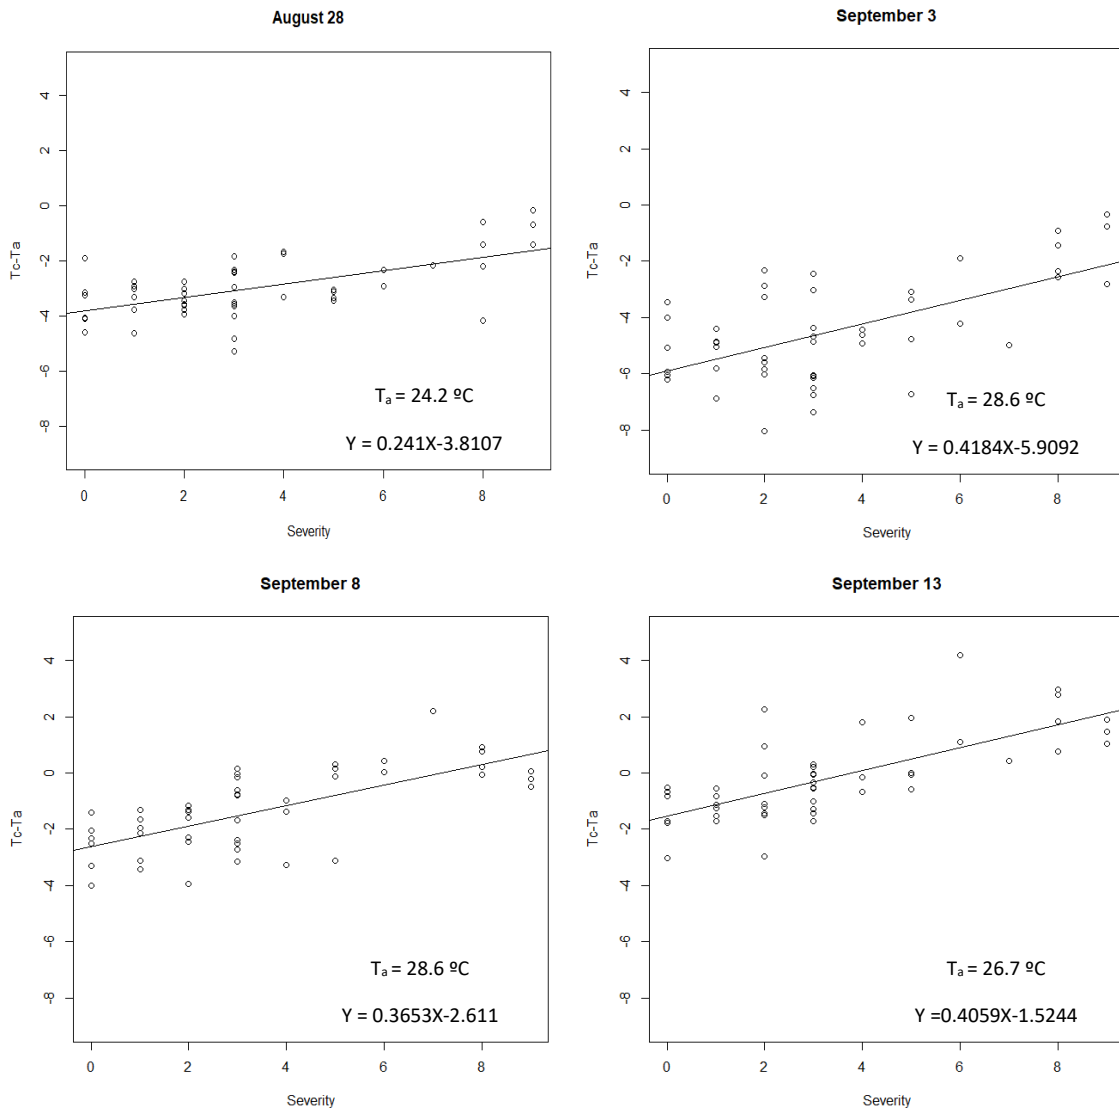 August 28
Tc-Ta
4
2
0
-2
-4
-6
-8
Tₐ = 24.2 ºC
Y = 0.241X-3.8107
0 2 4 6 8
Severity
September 3
Tc-Ta
4
2
0
-2
-4
-6
-8
Tₐ = 28.6 ºC
Y = 0.4184X-5.9092
0 2 4 6 8
Severity
September 8
Tc-Ta
4
2
0
-2
-4
-6
-8
Tₐ = 28.6 ºC
Y = 0.3653X-2.611
0 2 4 6 8
Severity
September 13
Tc-Ta
4
2
0
-2
-4
-6
-8
Tₐ = 26.7 ºC
Y =0.4059X-1.5244
0 2 4 6 8
Severity